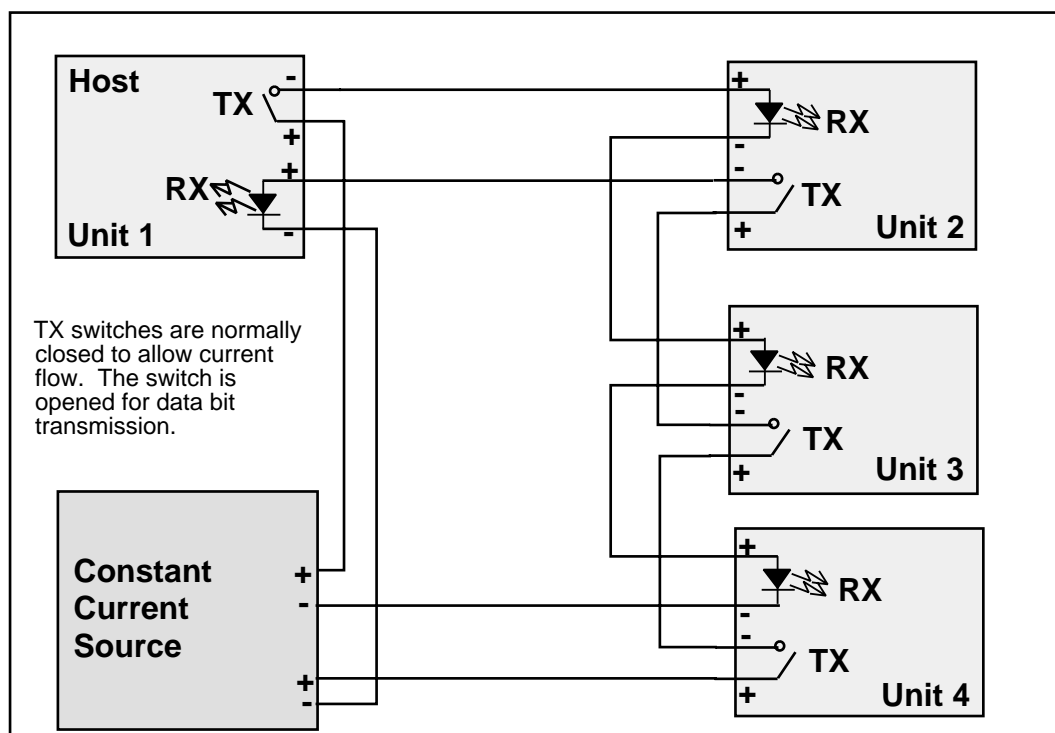 Host
-
TX
+
+
RX
-
Unit 1
+
RX
-
-
TX
+
Unit 2
TX switches are normally
closed to allow current
flow. The switch is
opened for data bit
transmission.
+
RX
-
-
TX
+
Unit 3
Constant
Current
Source
+
-
+
-
+
RX
-
-
TX
+
Unit 4